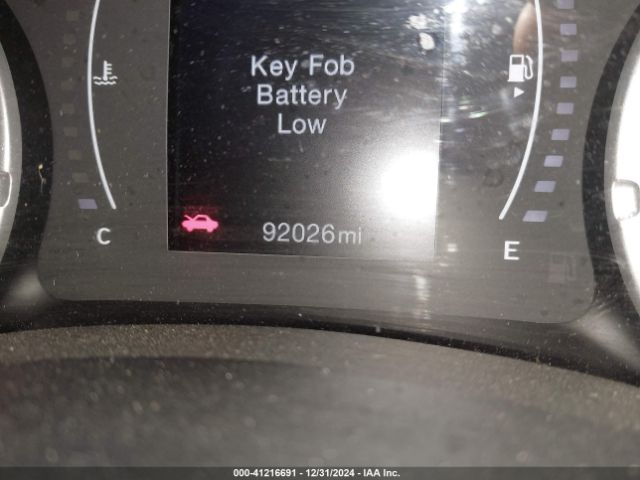 Key Fob
Battery
Low
92026mi
C
E
000-41216691 - 12/31/2024 - IAA Inc.